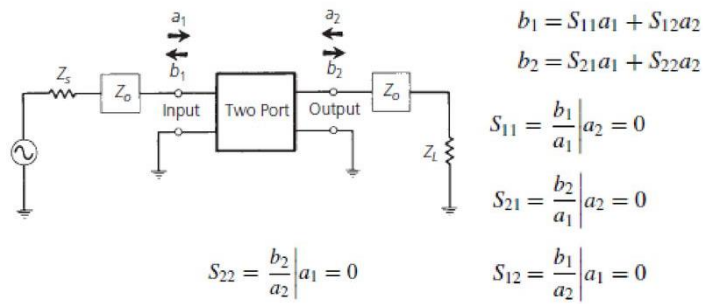 a₁
a₂
b₁
b₂
Zₛ
Zₒ
Input
Two Port
Output
Zₒ
Z_L
b₁ = S₁₁a₁ + S₁₂a₂
b₂ = S₂₁a₁ + S₂₂a₂
S₁₁ = b₁/a₁ | a₂ = 0
S₂₁ = b₂/a₁ | a₂ = 0
S₂₂ = b₂/a₂ | a₁ = 0
S₁₂ = b₁/a₂ | a₁ = 0